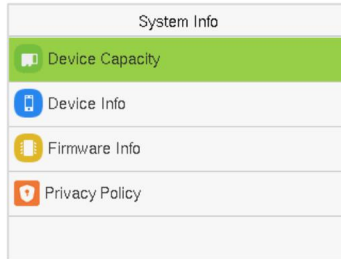 System Info
Device Capacity
Device Info
Firmware Info
Privacy Policy